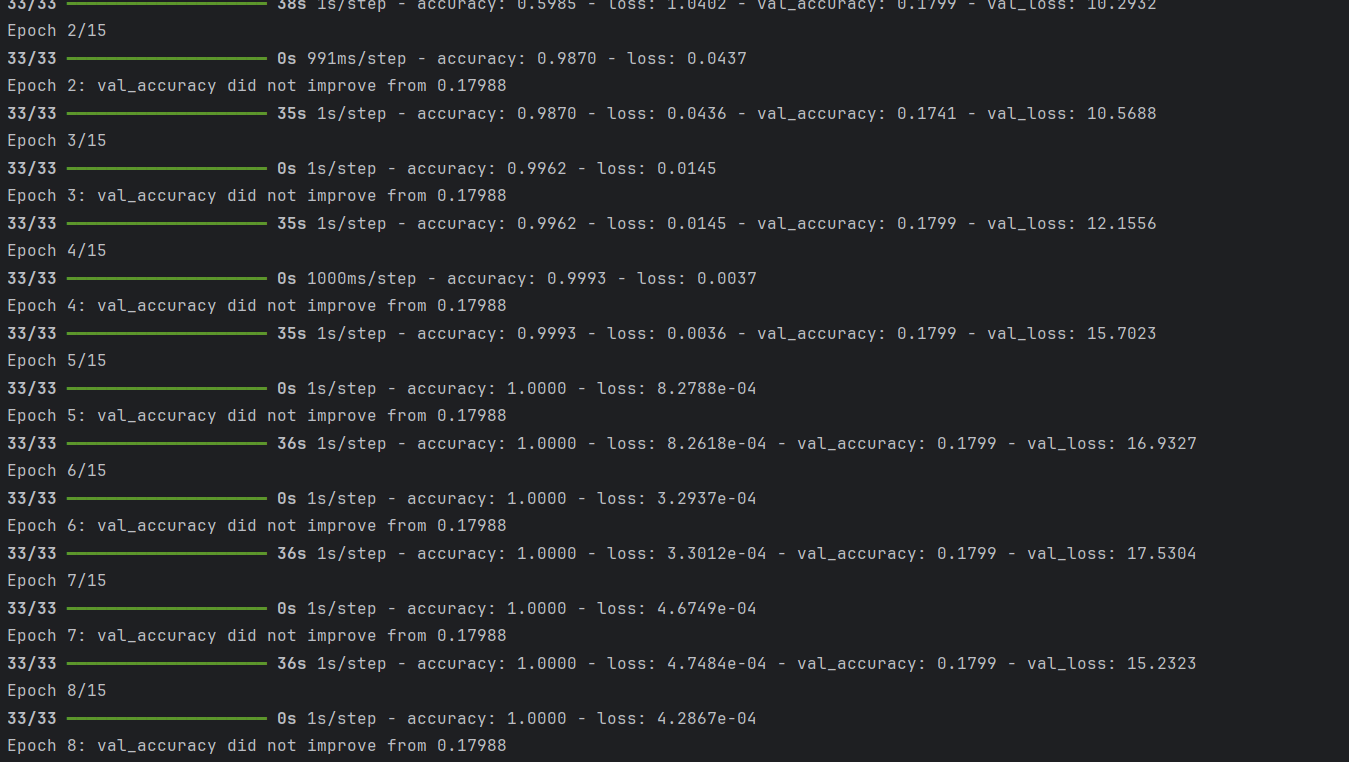 33/33 ━━━━━━━━━━━━━━━━━━━━ 38s 1s/step - accuracy: 0.5985 - loss: 1.0402 - val_accuracy: 0.1799 - val_loss: 10.2932
Epoch 2/15
33/33 ━━━━━━━━━━━━━━━━━━━━ 0s 991ms/step - accuracy: 0.9870 - loss: 0.0437
Epoch 2: val_accuracy did not improve from 0.17988
33/33 ━━━━━━━━━━━━━━━━━━━━ 35s 1s/step - accuracy: 0.9870 - loss: 0.0436 - val_accuracy: 0.1741 - val_loss: 10.5688
Epoch 3/15
33/33 ━━━━━━━━━━━━━━━━━━━━ 0s 1s/step - accuracy: 0.9962 - loss: 0.0145
Epoch 3: val_accuracy did not improve from 0.17988
33/33 ━━━━━━━━━━━━━━━━━━━━ 35s 1s/step - accuracy: 0.9962 - loss: 0.0145 - val_accuracy: 0.1799 - val_loss: 12.1556
Epoch 4/15
33/33 ━━━━━━━━━━━━━━━━━━━━ 0s 1000ms/step - accuracy: 0.9993 - loss: 0.0037
Epoch 4: val_accuracy did not improve from 0.17988
33/33 ━━━━━━━━━━━━━━━━━━━━ 35s 1s/step - accuracy: 0.9993 - loss: 0.0036 - val_accuracy: 0.1799 - val_loss: 15.7023
Epoch 5/15
33/33 ━━━━━━━━━━━━━━━━━━━━ 0s 1s/step - accuracy: 1.0000 - loss: 8.2788e-04
Epoch 5: val_accuracy did not improve from 0.17988
33/33 ━━━━━━━━━━━━━━━━━━━━ 36s 1s/step - accuracy: 1.0000 - loss: 8.2618e-04 - val_accuracy: 0.1799 - val_loss: 16.9327
Epoch 6/15
33/33 ━━━━━━━━━━━━━━━━━━━━ 0s 1s/step - accuracy: 1.0000 - loss: 3.2937e-04
Epoch 6: val_accuracy did not improve from 0.17988
33/33 ━━━━━━━━━━━━━━━━━━━━ 36s 1s/step - accuracy: 1.0000 - loss: 3.3012e-04 - val_accuracy: 0.1799 - val_loss: 17.5304
Epoch 7/15
33/33 ━━━━━━━━━━━━━━━━━━━━ 0s 1s/step - accuracy: 1.0000 - loss: 4.6749e-04
Epoch 7: val_accuracy did not improve from 0.17988
33/33 ━━━━━━━━━━━━━━━━━━━━ 36s 1s/step - accuracy: 1.0000 - loss: 4.7484e-04 - val_accuracy: 0.1799 - val_loss: 15.2323
Epoch 8/15
33/33 ━━━━━━━━━━━━━━━━━━━━ 0s 1s/step - accuracy: 1.0000 - loss: 4.2867e-04
Epoch 8: val_accuracy did not improve from 0.17988